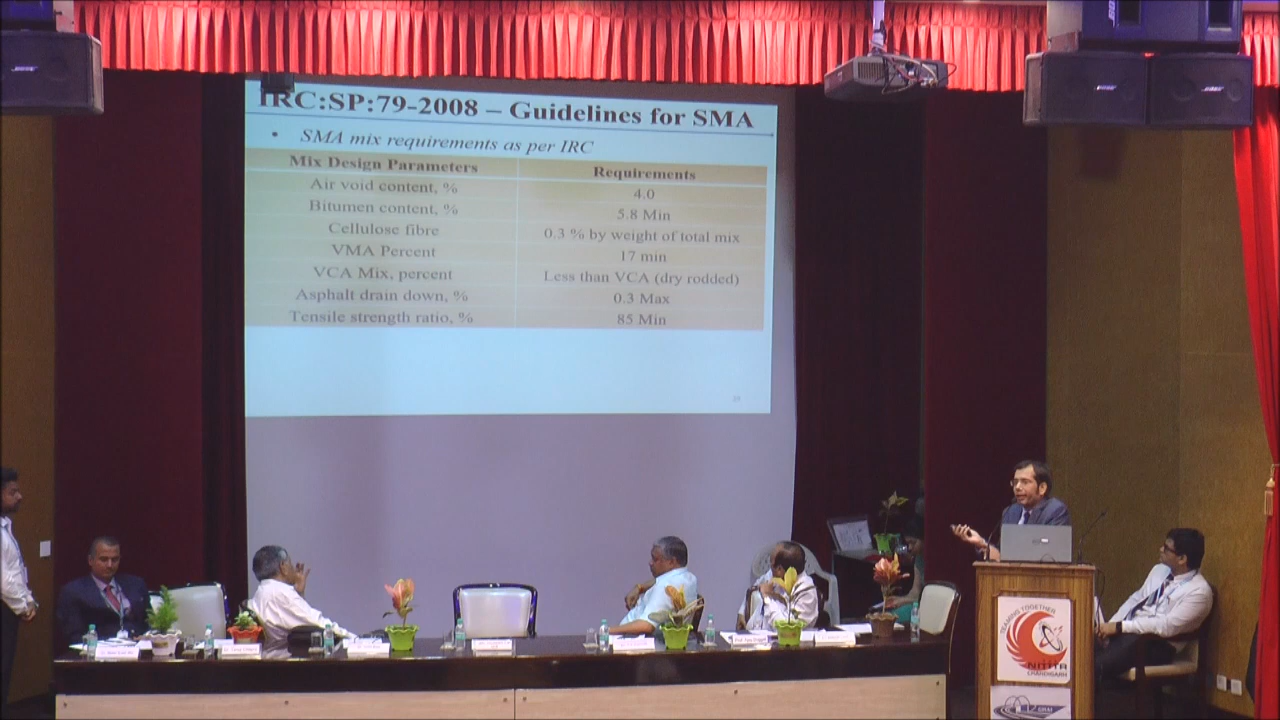 IRC:SP:79-2008 – Guidelines for SMA
• SMA mix requirements as per IRC
Mix Design Parameters Requirements
Air void content, % 4.0
Bitumen content, % 5.8 Min
Cellulose fibre 0.3 % by weight of total mix
VMA Percent 17 min
VCA Mix, percent Less than VCA (dry rodded)
Asphalt drain down, % 0.3 Max
Tensile strength ratio, % 85 Min
BOSE
BOSE
BOSE
TRAINING TOGETHER
NITTTR
CHANDIGARH